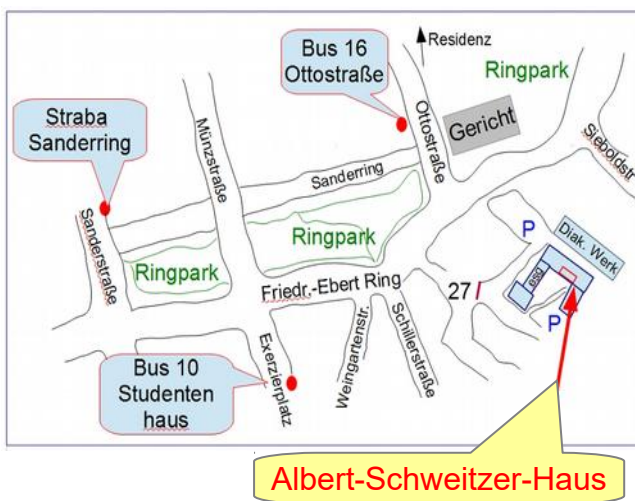 Bus 16
Ottostraße
Residenz
Ringpark
Straba
Sanderring
Münzstraße
Ottostraße
Gericht
Sieboldstr
Sanderring
Sanderstraße
Ringpark
Ringpark
P
Diak. Werk
esg
Friedr.-Ebert Ring
27
P
Bus 10
Studenten
haus
Exerzierplatz
Weingartenstr.
Schillerstraße
Albert-Schweitzer-Haus